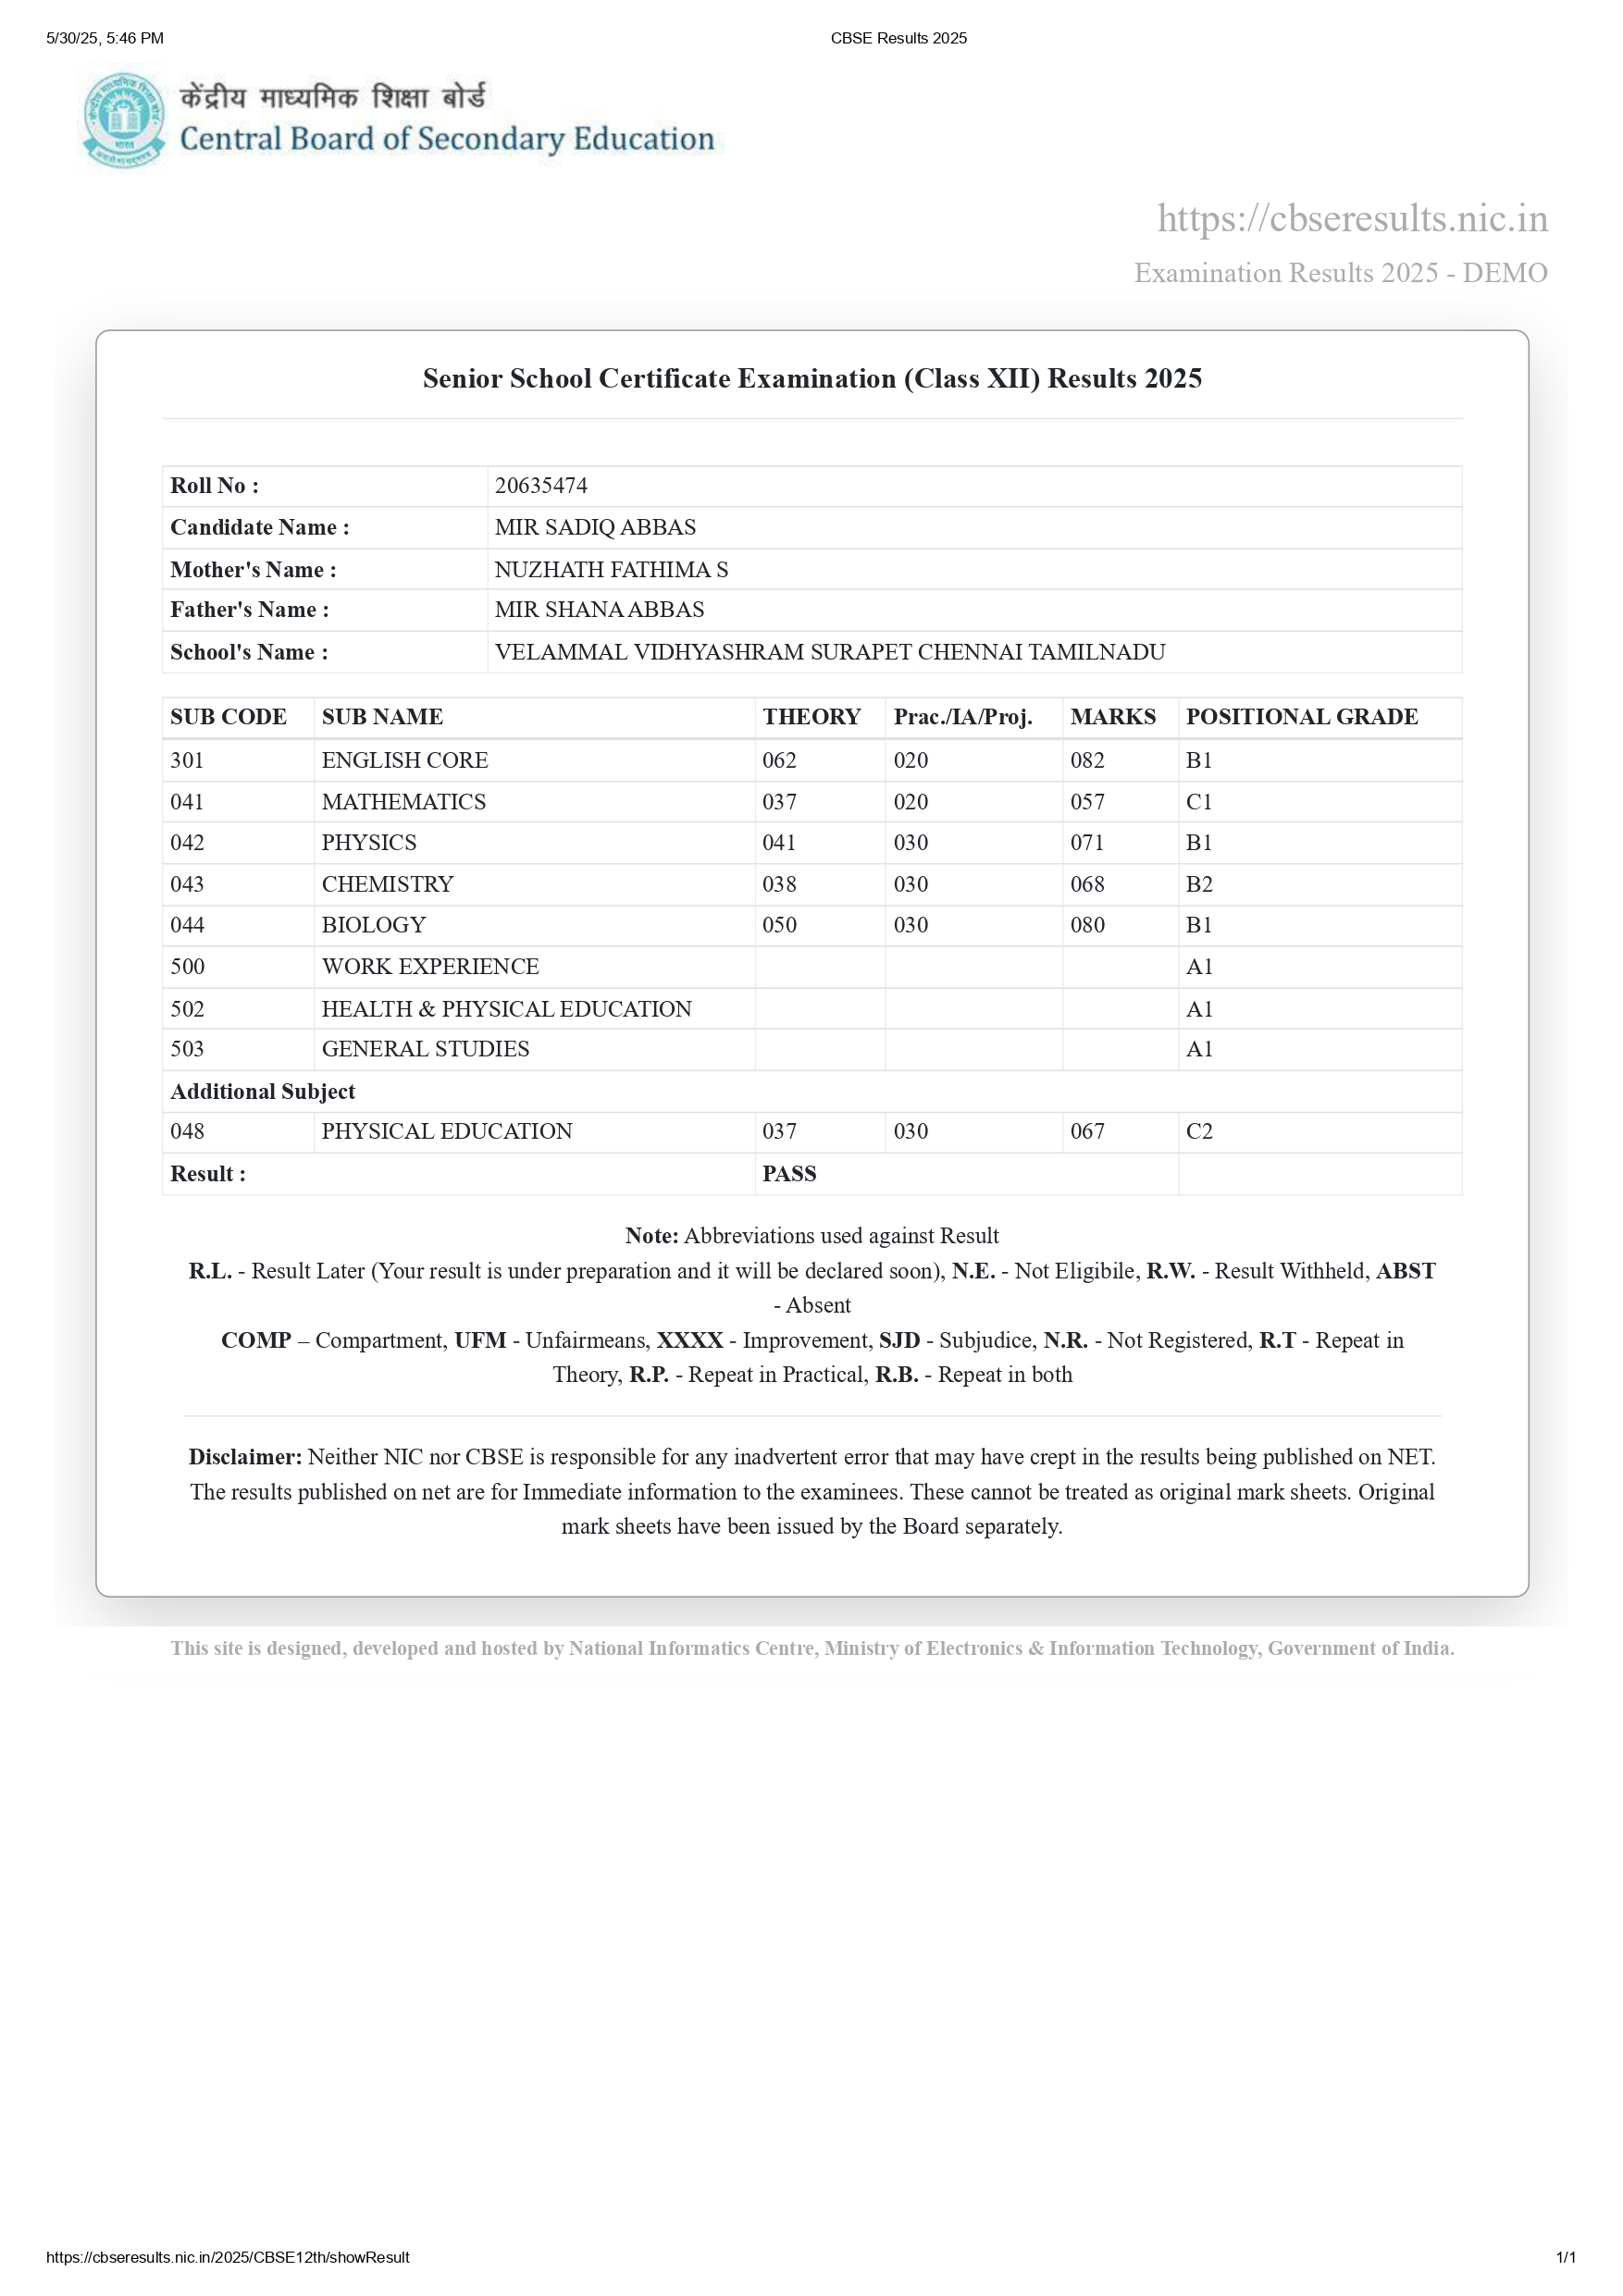 5/30/25, 5:46 PM CBSE Results 2025
केंद्रीय माध्यमिक शिक्षा बोर्ड
Central Board of Secondary Education
https://cbseresults.nic.in
Examination Results 2025 - DEMO
Senior School Certificate Examination (Class XII) Results 2025
Roll No : 20635474
Candidate Name : MIR SADIQ ABBAS
Mother's Name : NUZHATH FATHIMA S
Father's Name : MIR SHANA ABBAS
School's Name : VELAMMAL VIDHYASHRAM SURAPET CHENNAI TAMILNADU
SUB CODE SUB NAME THEORY Prac./IA/Proj. MARKS POSITIONAL GRADE
301 ENGLISH CORE 062 020 082 B1
041 MATHEMATICS 037 020 057 C1
042 PHYSICS 041 030 071 B1
043 CHEMISTRY 038 030 068 B2
044 BIOLOGY 050 030 080 B1
500 WORK EXPERIENCE A1
502 HEALTH & PHYSICAL EDUCATION A1
503 GENERAL STUDIES A1
Additional Subject
048 PHYSICAL EDUCATION 037 030 067 C2
Result : PASS
Note: Abbreviations used against Result
R.L. - Result Later (Your result is under preparation and it will be declared soon), N.E. - Not Eligibile, R.W. - Result Withheld, ABST
- Absent
COMP – Compartment, UFM - Unfairmeans, XXXX - Improvement, SJD - Subjudice, N.R. - Not Registered, R.T - Repeat in
Theory, R.P. - Repeat in Practical, R.B. - Repeat in both
Disclaimer: Neither NIC nor CBSE is responsible for any inadvertent error that may have crept in the results being published on NET.
The results published on net are for Immediate information to the examinees. These cannot be treated as original mark sheets. Original
mark sheets have been issued by the Board separately.
This site is designed, developed and hosted by National Informatics Centre, Ministry of Electronics & Information Technology, Government of India.
https://cbseresults.nic.in/2025/CBSE12th/showResult 1/1